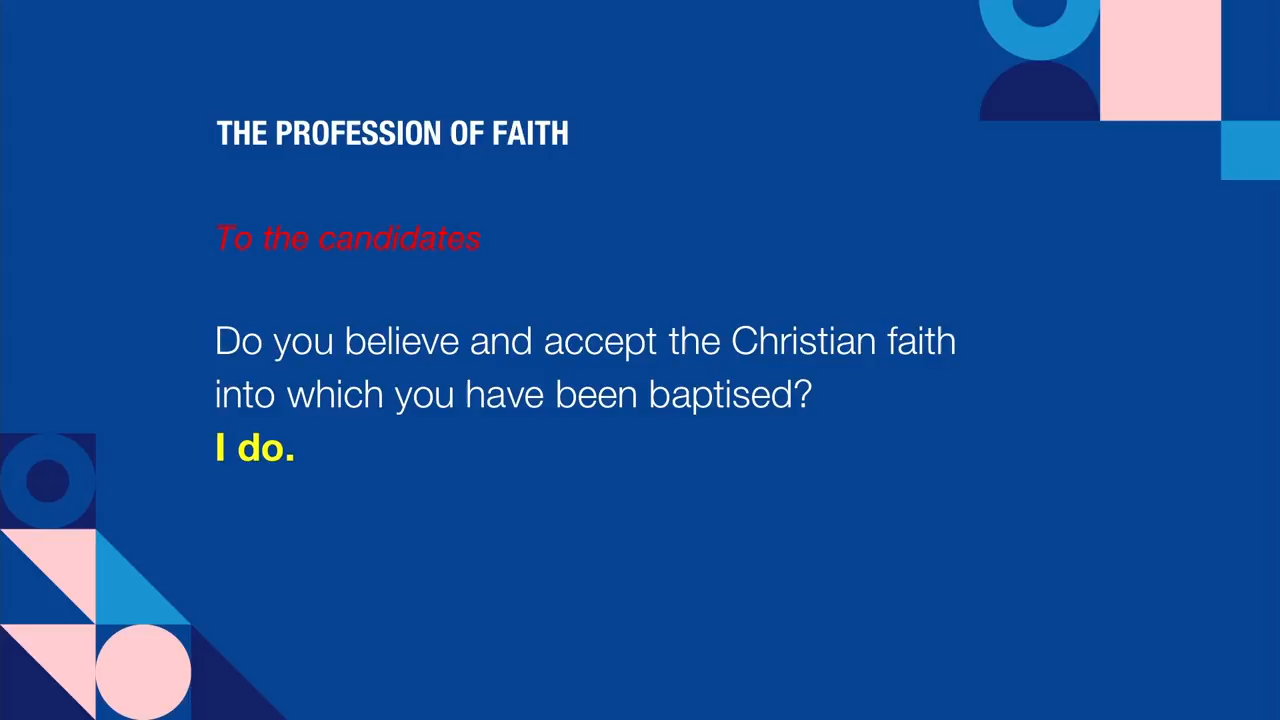 THE PROFESSION OF FAITH
To the candidates
Do you believe and accept the Christian faith
into which you have been baptised?
I do.